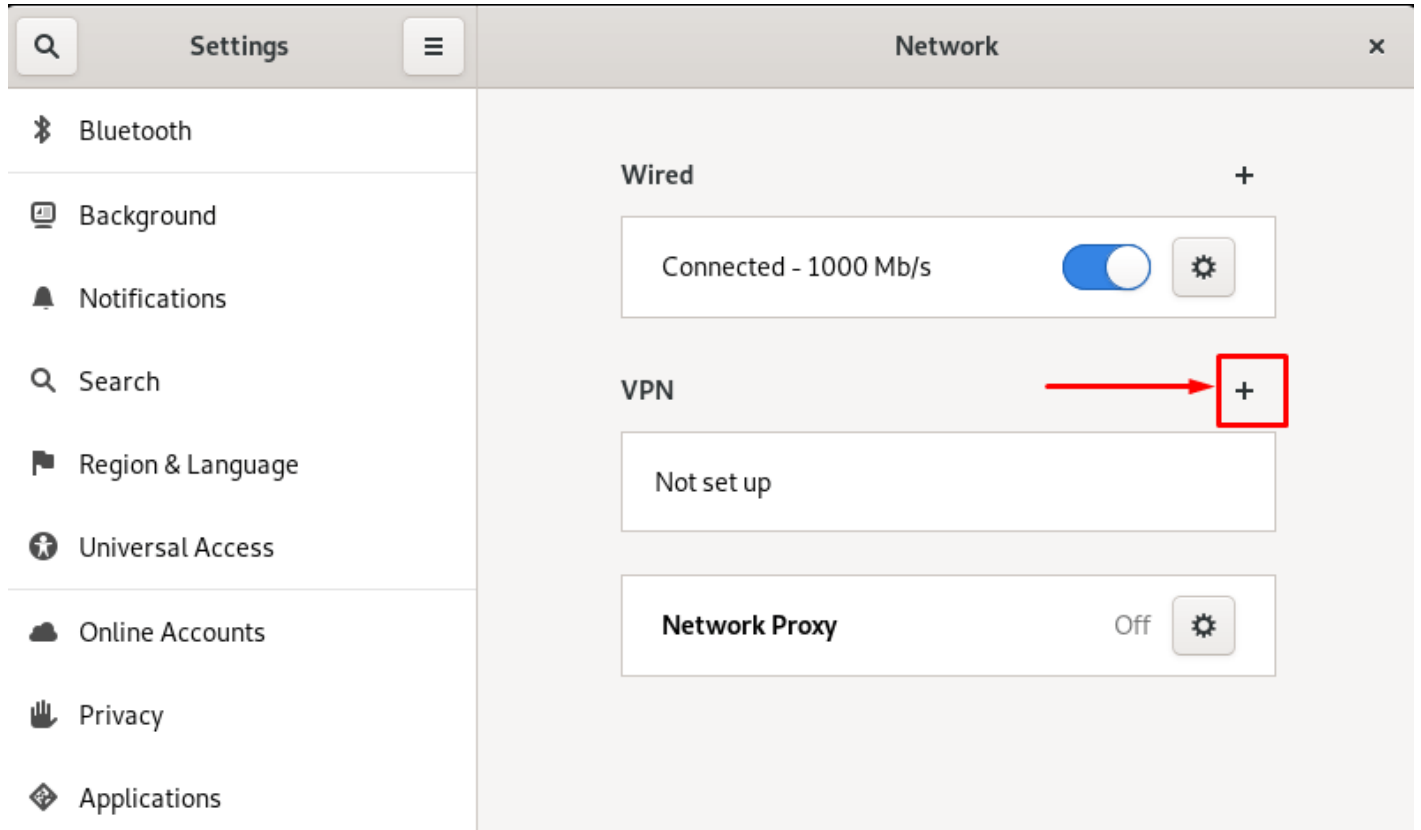 Settings
Network
Bluetooth
Background
Notifications
Search
Region & Language
Universal Access
Online Accounts
Privacy
Applications
Wired
Connected - 1000 Mb/s
VPN
Not set up
Network Proxy Off